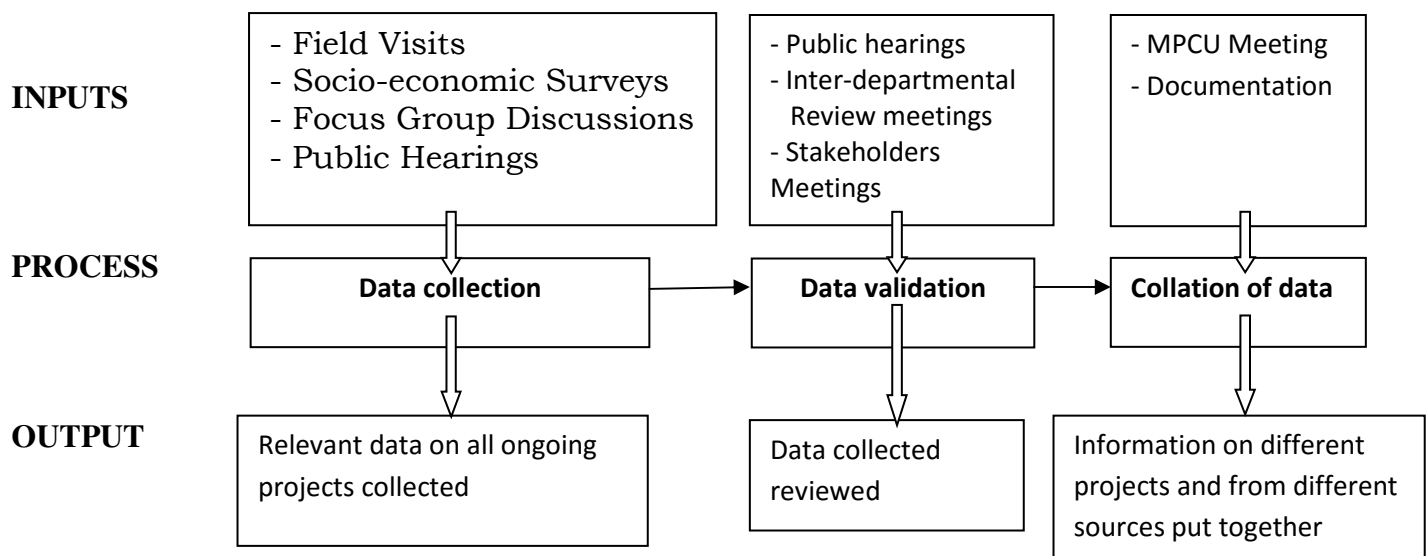 INPUTS
- Field Visits
- Socio-economic Surveys
- Focus Group Discussions
- Public Hearings
- Public hearings
- Inter-departmental
Review meetings
- Stakeholders
Meetings
- MPCU Meeting
- Documentation
PROCESS
Data collection
Data validation
Collation of data
OUTPUT
Relevant data on all ongoing
projects collected
Data collected
reviewed
Information on different
projects and from different
sources put together